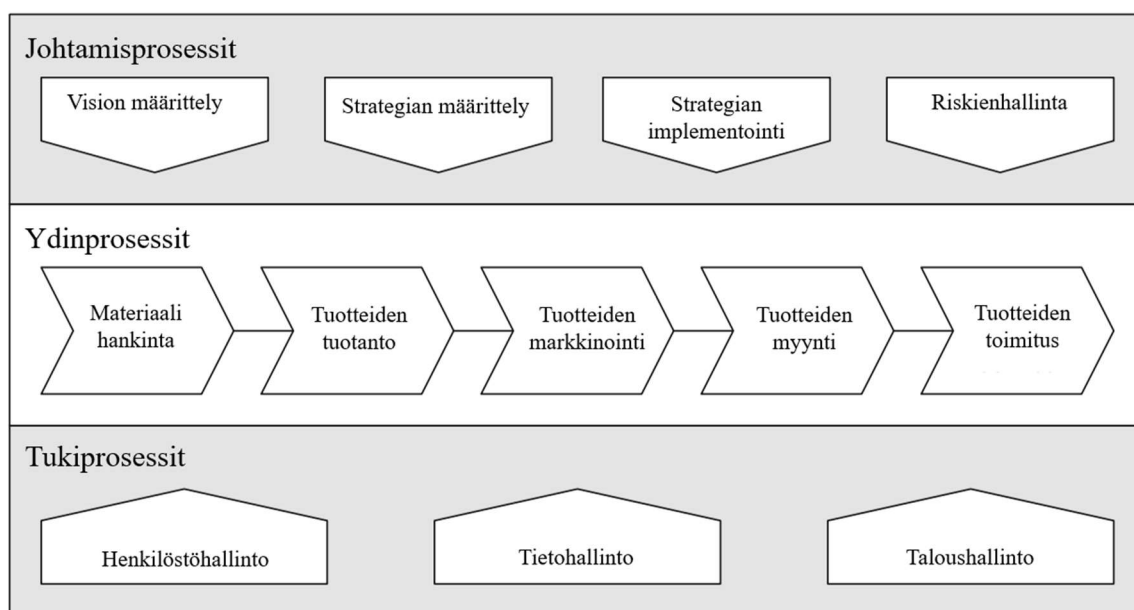 Johtamisprosessit
Vision määrittely
Strategian määrittely
Strategian
implementointi
Riskienhallinta
Ydinprosessit
Materiaali
hankinta
Tuotteiden
tuotanto
Tuotteiden
markkinointi
Tuotteiden
myynti
Tuotteiden
toimitus
Tukiprosessit
Henkilöstöhallinto
Tietohallinto
Taloushallinto